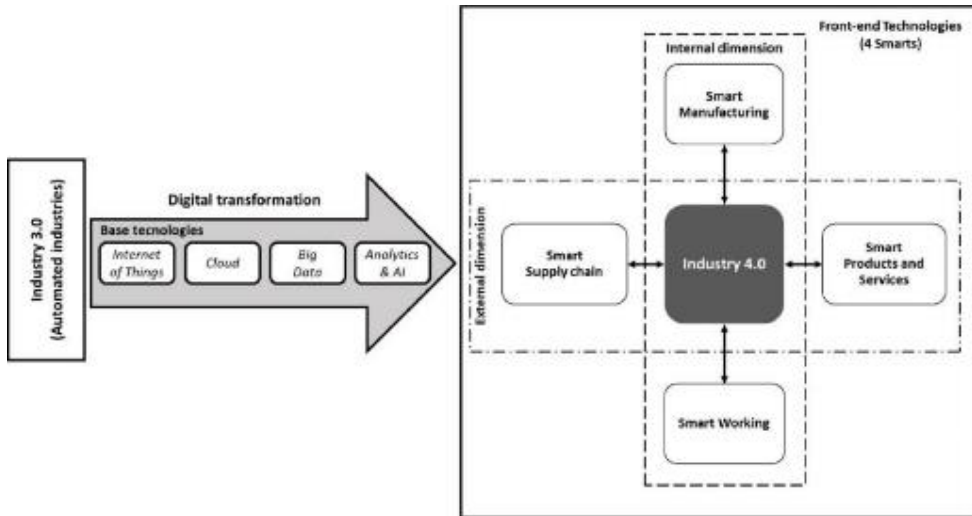 Industry 3.0
(Automated industries)
Digital transformation
Base tecnologies
Internet
of Things
Cloud
Big
Data
Analytics
& AI
Front-end Technologies
(4 Smarts)
Internal dimension
Smart
Manufacturing
External dimension
Smart
Supply chain
Industry 4.0
Smart
Products and
Services
Smart Working